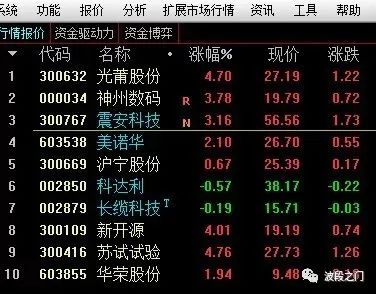 系统 功能 报价 分析 扩展市场行情 资讯 工具 帮助
行情报价 资金驱动力 资金博弈
代码 名称 涨幅% 现价 涨跌
1 300632 光莆股份 4.70 27.19 1.22
2 000034 神州数码 R 3.78 19.79 0.72
3 300767 震安科技 N 3.16 56.56 1.73
4 603538 美诺华 2.10 26.70 0.55
5 300669 沪宁股份 0.67 25.39 0.17
6 002850 科达利 -0.57 38.17 -0.22
7 002879 长缆科技 T -0.19 15.71 -0.03
8 300109 新开源 4.01 19.19 0.74
9 300416 苏试试验 4.76 27.73 1.26
10 603855 华荣股份 1.94 9.48
波段之门